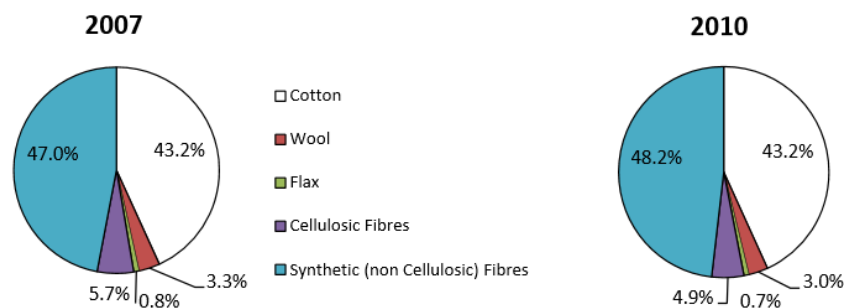 2007
47.0%
43.2%
5.7%
0.8%
3.3%
Cotton
Wool
Flax
Cellulosic Fibres
Synthetic (non Cellulosic) Fibres
2010
48.2%
43.2%
4.9%
0.7%
3.0%